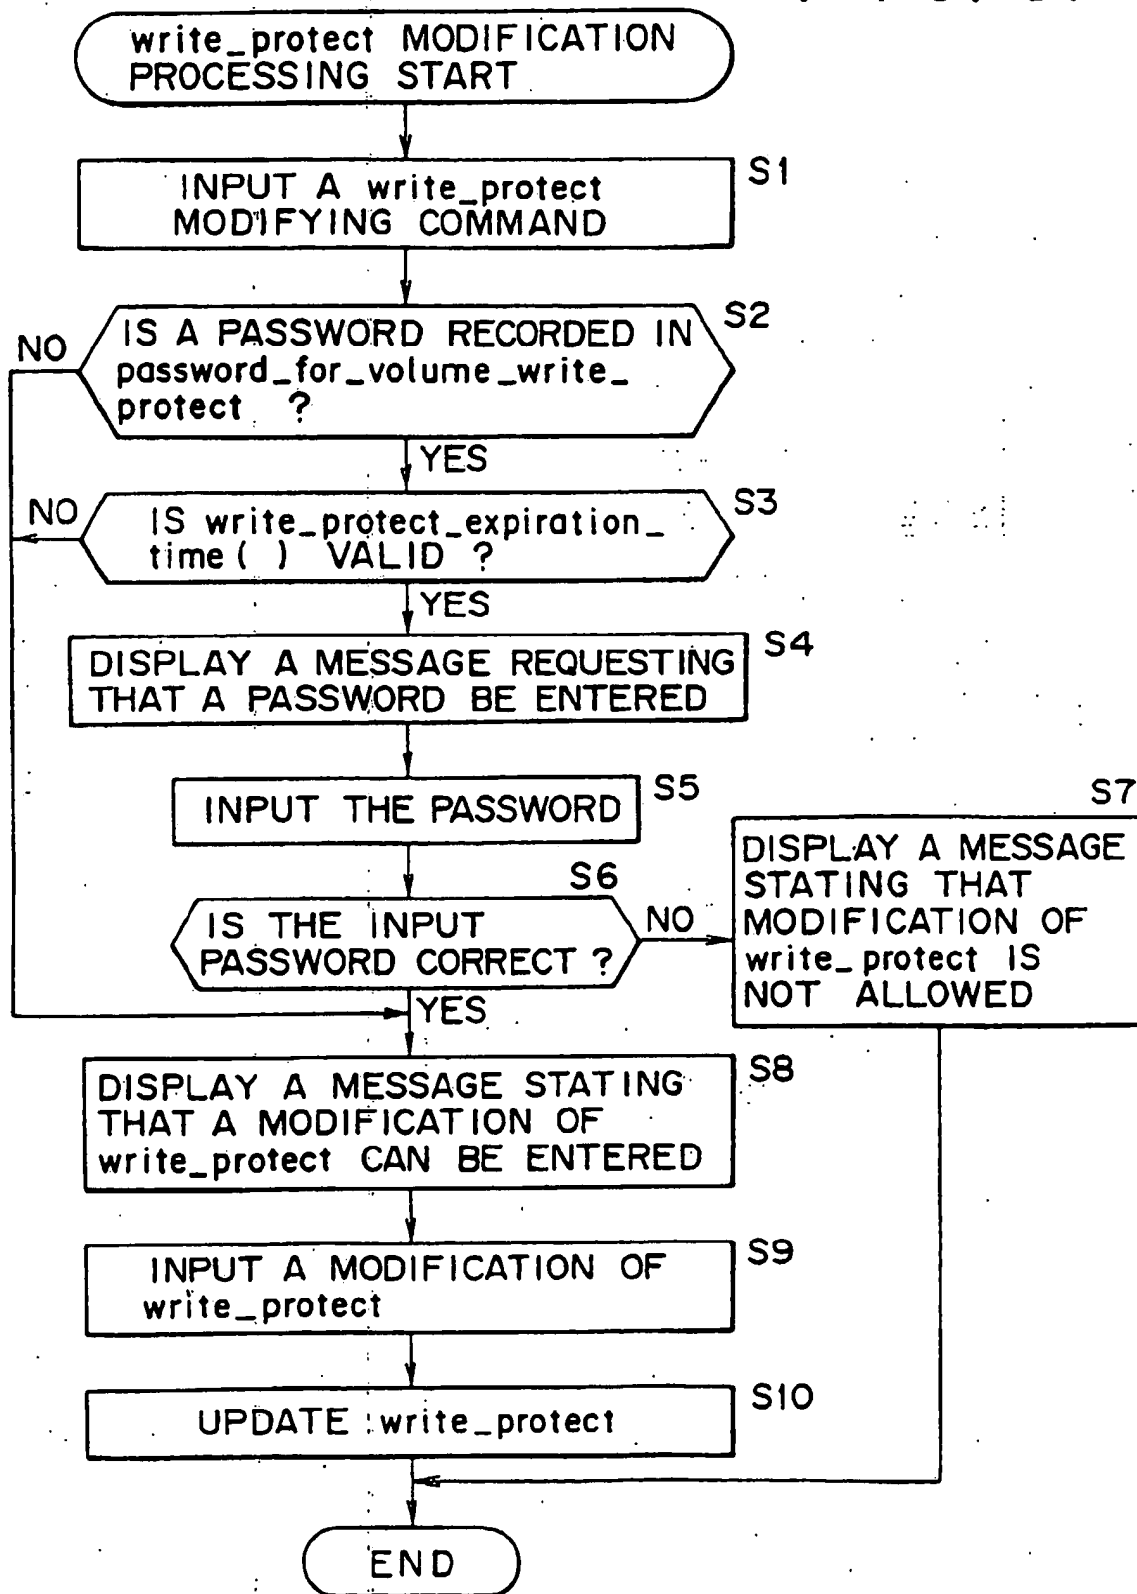 write_protect MODIFICATION
PROCESSING START
S1
INPUT A write_protect
MODIFYING COMMAND
S2
IS A PASSWORD RECORDED IN
password_for_volume_write_
protect ?
NO
YES
S3
IS write_protect_expiration_
time( ) VALID ?
NO
YES
S4
DISPLAY A MESSAGE REQUESTING
THAT A PASSWORD BE ENTERED
S5
INPUT THE PASSWORD
S6
IS THE INPUT
PASSWORD CORRECT ?
NO
YES
S7
DISPLAY A MESSAGE
STATING THAT
MODIFICATION OF
write_protect IS
NOT ALLOWED
S8
DISPLAY A MESSAGE STATING
THAT A MODIFICATION OF
write_protect CAN BE ENTERED
S9
INPUT A MODIFICATION OF
write_protect
S10
UPDATE write_protect
END